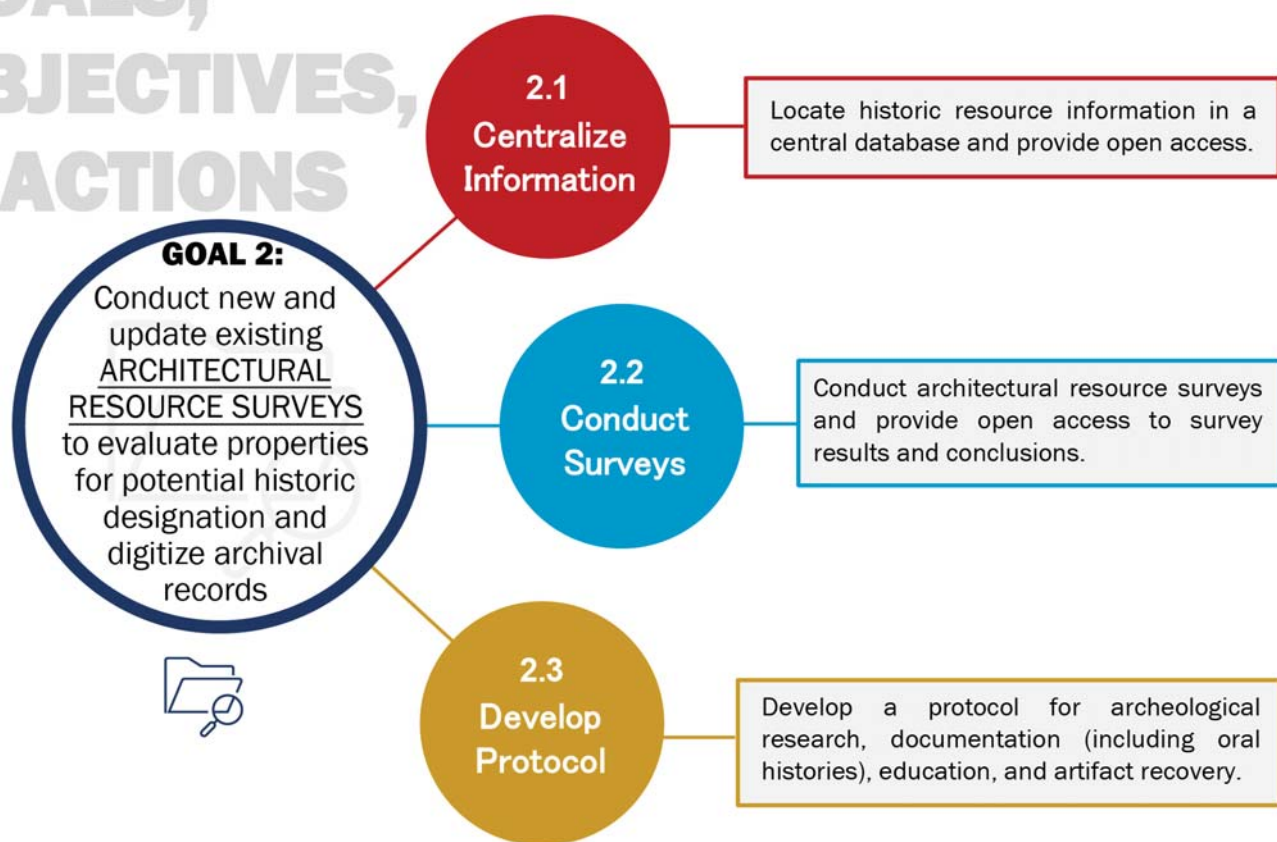 BJECTIVES,
ACTIONS
GOAL 2:
Conduct new and
update existing
ARCHITECTURAL
RESOURCE SURVEYS
to evaluate properties
for potential historic
designation and
digitize archival
records
2.1
Centralize
Information
Locate historic resource information in a
central database and provide open access.
2.2
Conduct
Surveys
Conduct architectural resource surveys
and provide open access to survey
results and conclusions.
2.3
Develop
Protocol
Develop a protocol for archeological
research, documentation (including oral
histories), education, and artifact recovery.